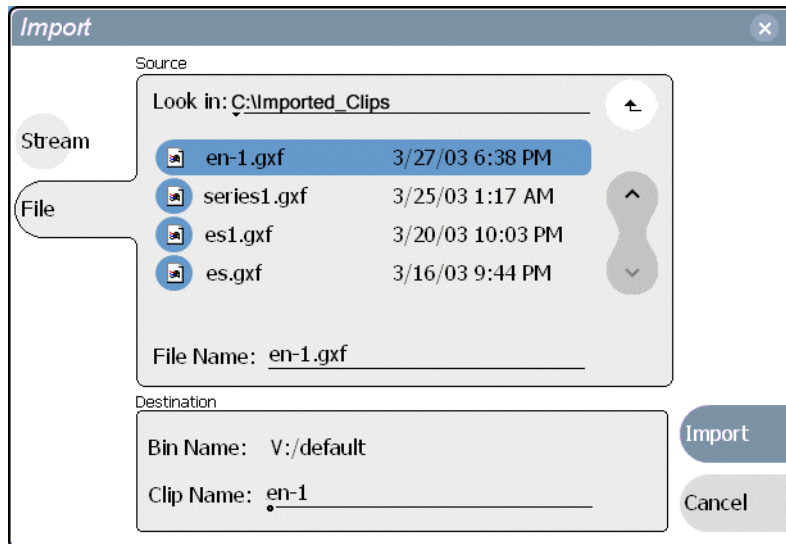 Import
Source
Look in: C:\Imported_Clips
Stream
File
en-1.gxf 3/27/03 6:38 PM
series1.gxf 3/25/03 1:17 AM
es1.gxf 3/20/03 10:03 PM
es.gxf 3/16/03 9:44 PM
File Name: en-1.gxf
Destination
Bin Name: V:/default
Clip Name: en-1
Import
Cancel